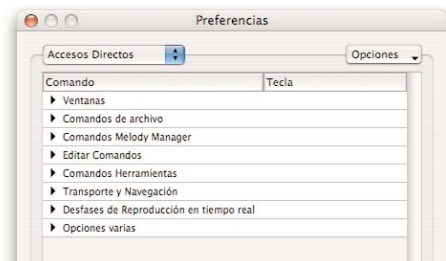 Preferencias
Accesos Directos
Opciones
Comando
Tecla
Ventanas
Comandos de archivo
Comandos Melody Manager
Editar Comandos
Comandos Herramientas
Transporte y Navegación
Desfases de Reproducción en tiempo real
Opciones varias